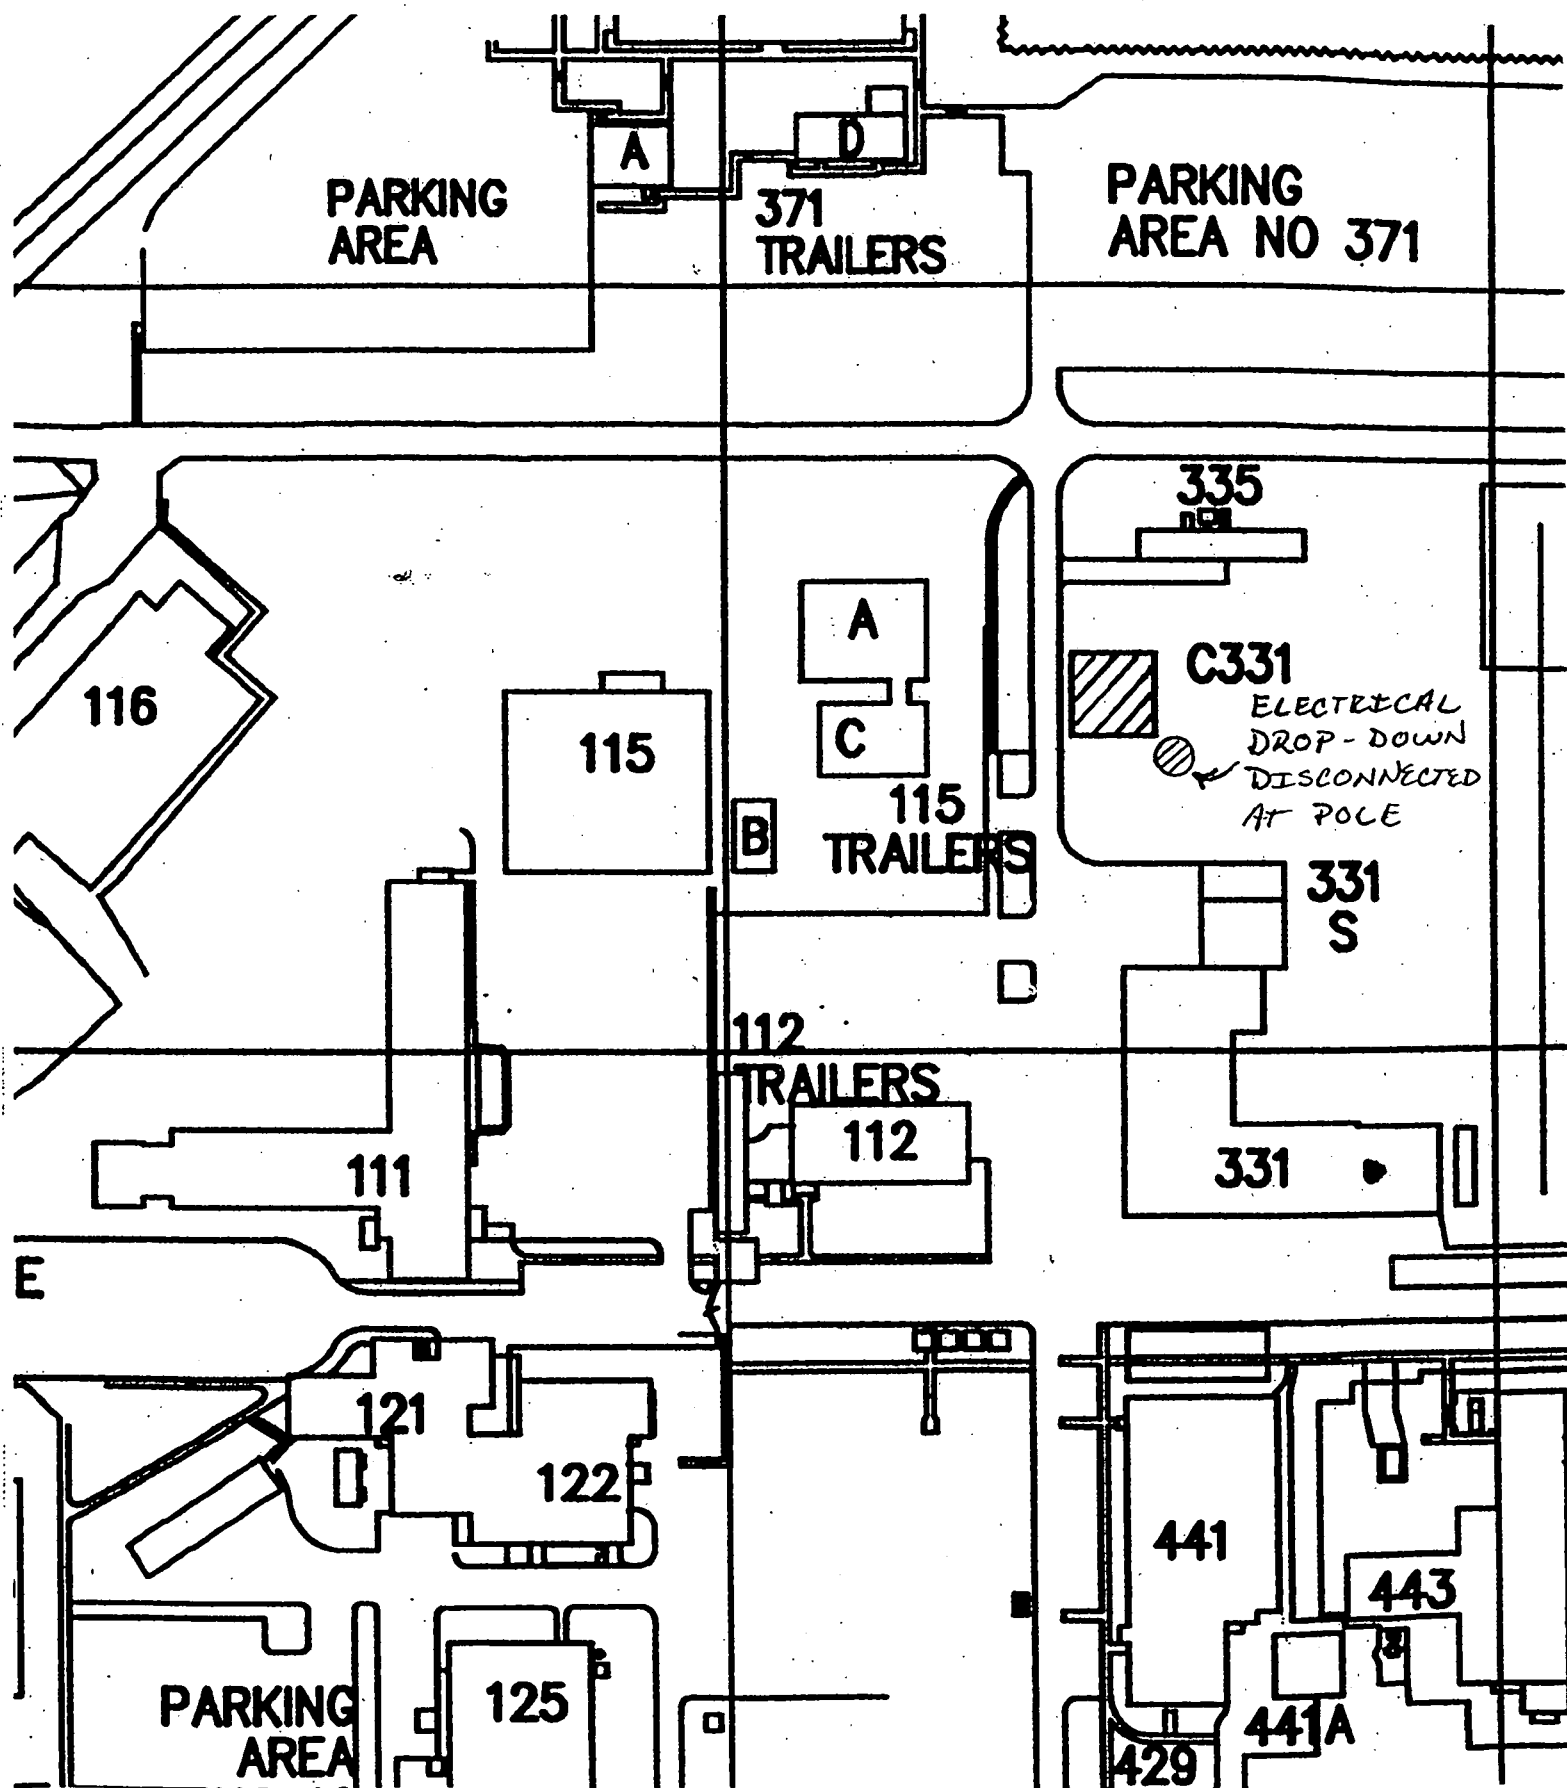 A
D
PARKING
AREA
371
TRAILERS
PARKING
AREA NO 371
335
A
C331
ELECTRICAL
DROP-DOWN
DISCONNECTED
AT POLE
116
115
C
115
TRAILERS
B
331
S
112
TRAILERS
112
111
331
E
121
122
441
443
125
PARKING
AREA
441A
429